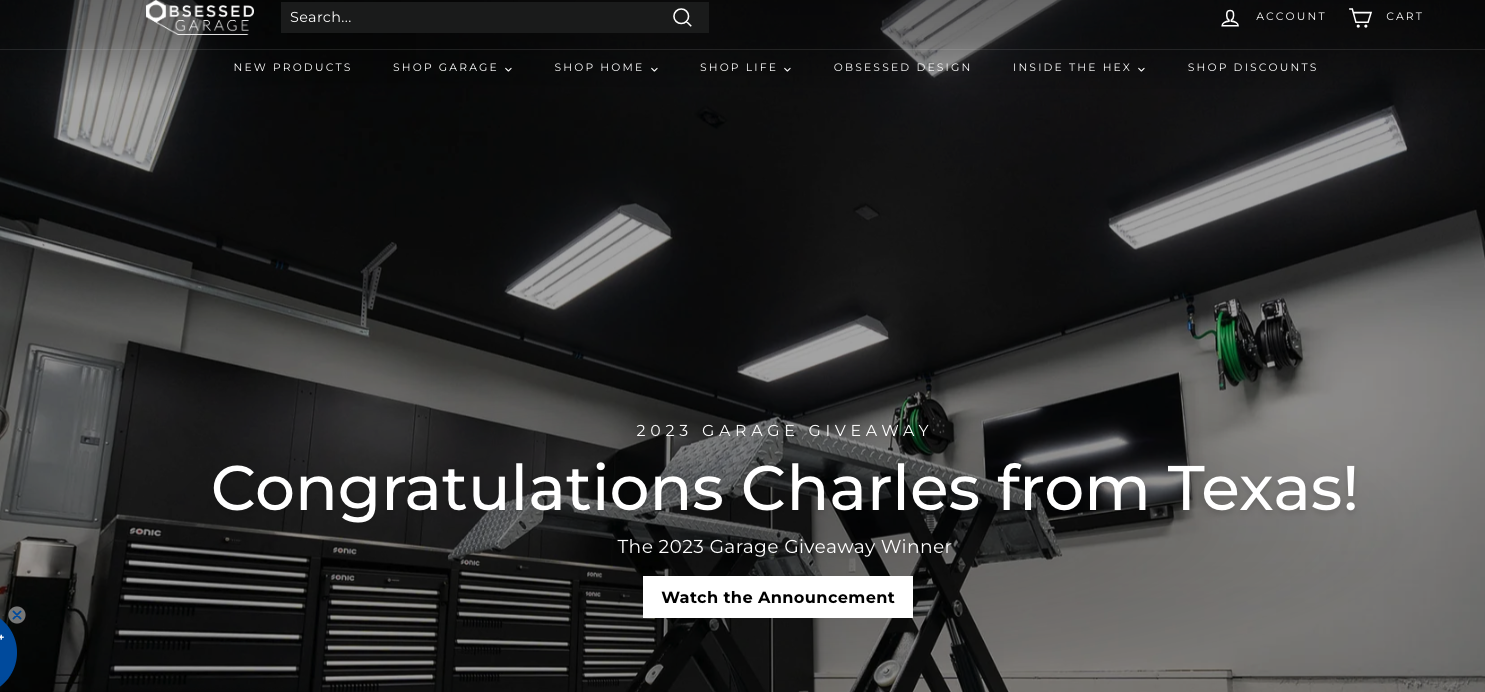 OBSESSED
GARAGE
Search...
ACCOUNT
CART
NEW PRODUCTS
SHOP GARAGE
SHOP HOME
SHOP LIFE
OBSESSED DESIGN
INSIDE THE HEX
SHOP DISCOUNTS
2023 GARAGE GIVEAWAY
Congratulations Charles from Texas!
The 2023 Garage Giveaway Winner
Watch the Announcement
SONIC
SONIC
SONIC
SONIC
SONIC
SONIC